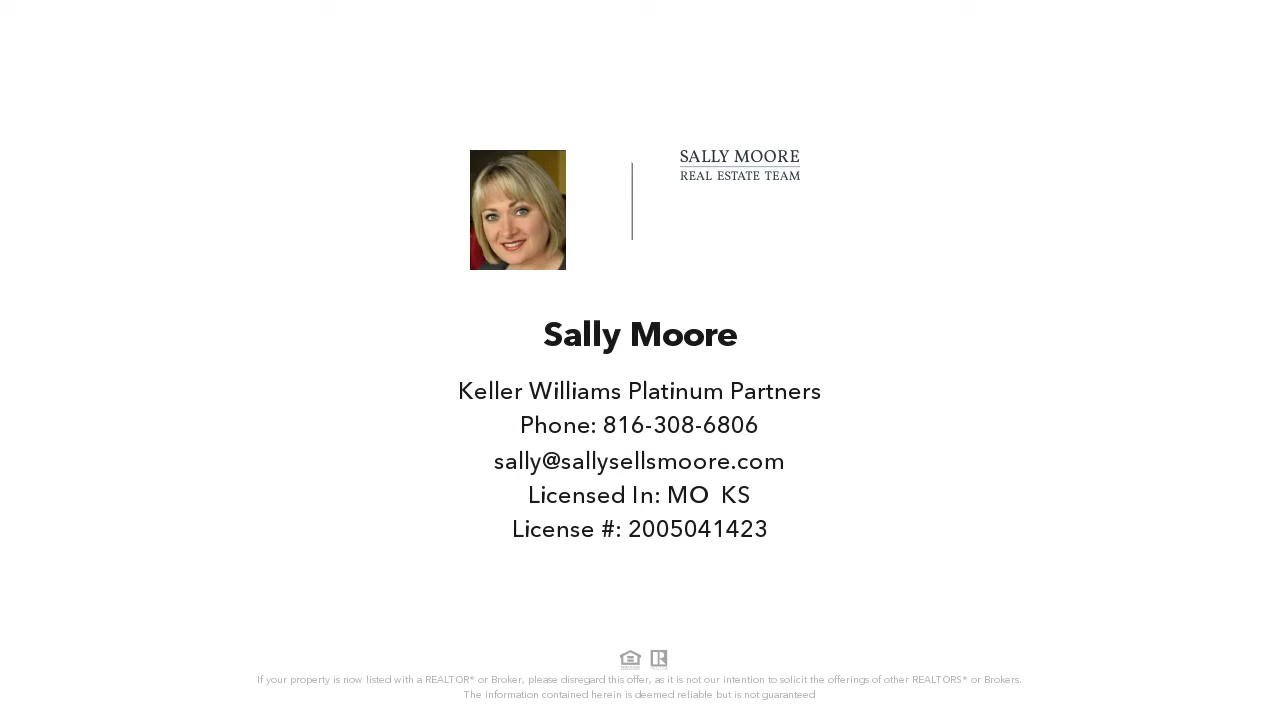 SALLY MOORE
REAL ESTATE TEAM
Sally Moore
Keller Williams Platinum Partners
Phone: 816-308-6806
sally@sallysellsmoore.com
Licensed In: MO KS
License #: 2005041423
If your property is now listed with a REALTOR® or Broker, please disregard this offer, as it is not our intention to solicit the offerings of other REALTORS® or Brokers.
The information contained herein is deemed reliable but is not guaranteed